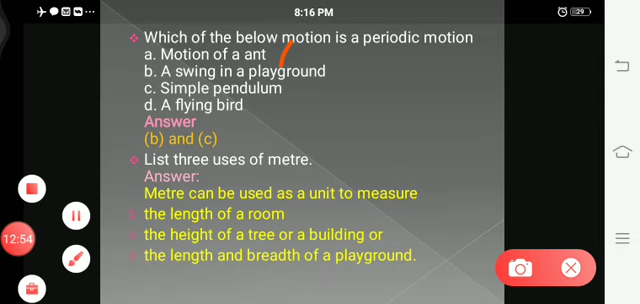 8:16 PM
29
Which of the below motion is a periodic motion
a. Motion of a ant
b. A swing in a playground
c. Simple pendulum
d. A flying bird
Answer
(b) and (c)
List three uses of metre.
Answer:
Metre can be used as a unit to measure
the length of a room
the height of a tree or a building or
the length and breadth of a playground.
12:54